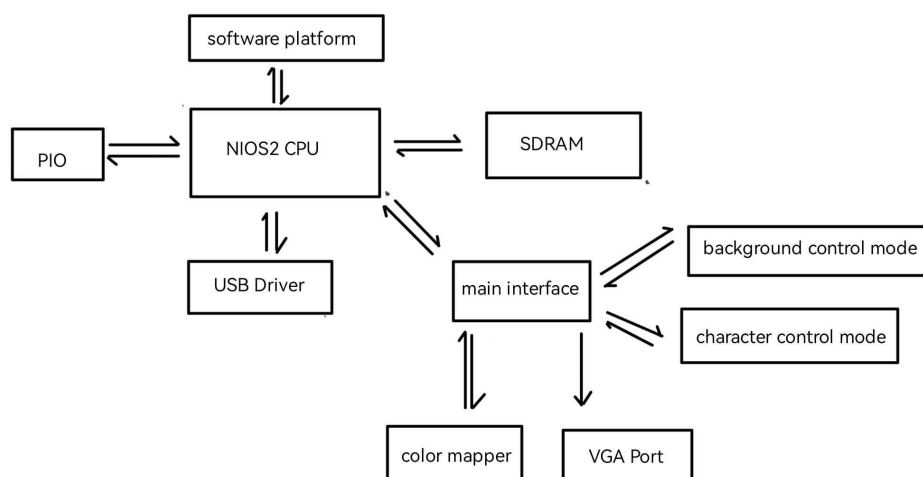 software platform
PIO
NIOS2 CPU
SDRAM
USB Driver
main interface
background control mode
character control mode
color mapper
VGA Port